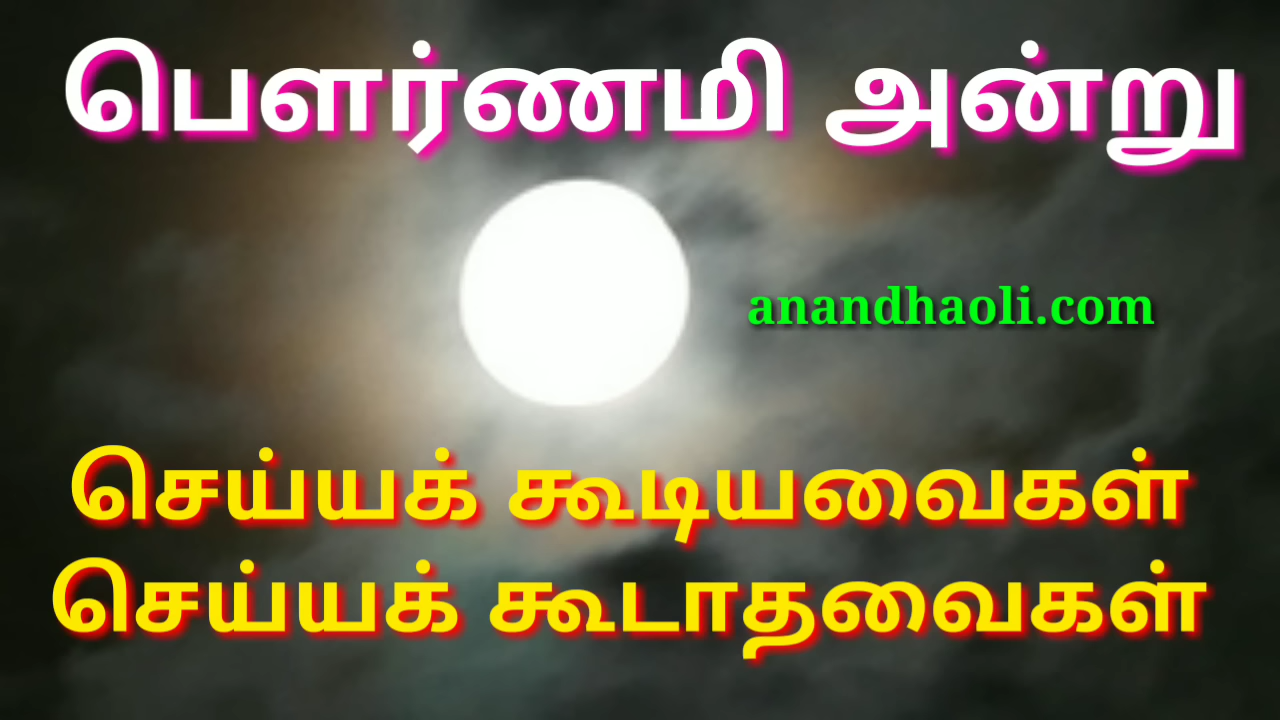 பௌர்ணமி அன்று
anandhaoli.com
செய்யக் கூடியவைகள்
செய்யக் கூடாதவைகள்